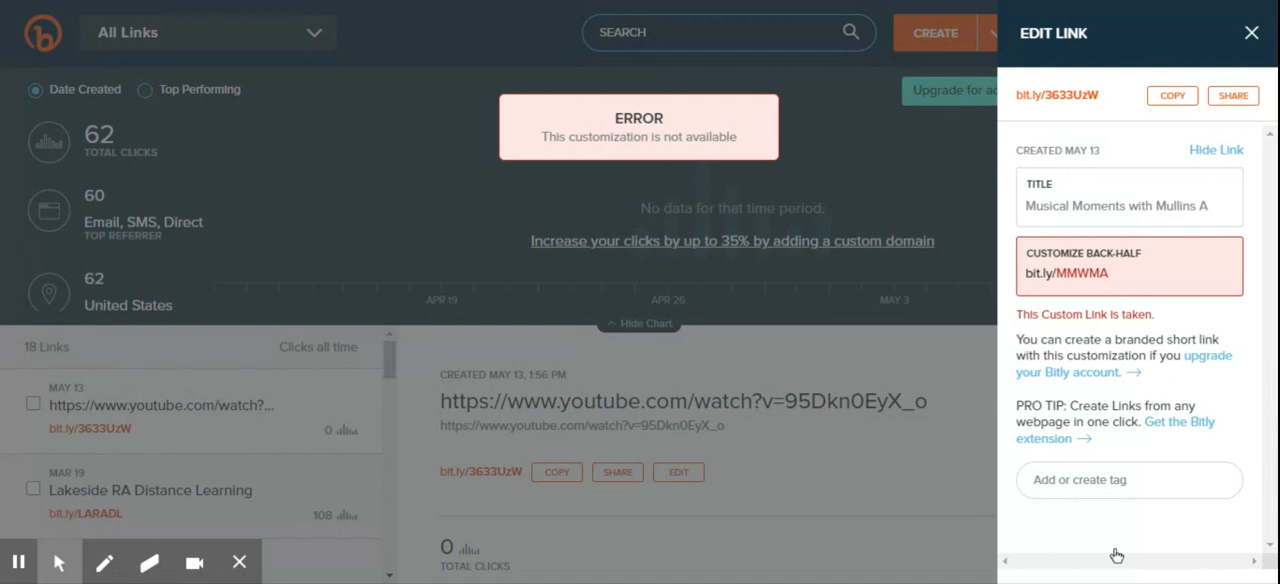 All Links
SEARCH
CREATE
EDIT LINK
Date Created
Top Performing
Upgrade for
62
TOTAL CLICKS
60
Email, SMS, Direct
TOP REFERRER
62
United States
ERROR
This customization is not available
No data for that time period.
Increase your clicks by up to 35% by adding a custom domain
APR 19
APR 26
MAY 3
Hide Chart
18 Links
Clicks all time
MAY 13
https://www.youtube.com/watch?...
bit.ly/3633UzW
0
MAR 19
Lakeside RA Distance Learning
bit.ly/LARADL
108
CREATED MAY 13, 1:56 PM
https://www.youtube.com/watch?v=95Dkn0EyX_o
https://www.youtube.com/watch?v=95Dkn0EyX_o
bit.ly/3633UzW
COPY
SHARE
EDIT
0
TOTAL CLICKS
bit.ly/3633UzW
COPY
SHARE
CREATED MAY 13
Hide Link
TITLE
Musical Moments with Mullins A
CUSTOMIZE BACK-HALF
bit.ly/MMWMA
This Custom Link is taken.
You can create a branded short link
with this customization if you upgrade
your Bitly account. →
PRO TIP: Create Links from any
webpage in one click. Get the Bitly
extension →
Add or create tag